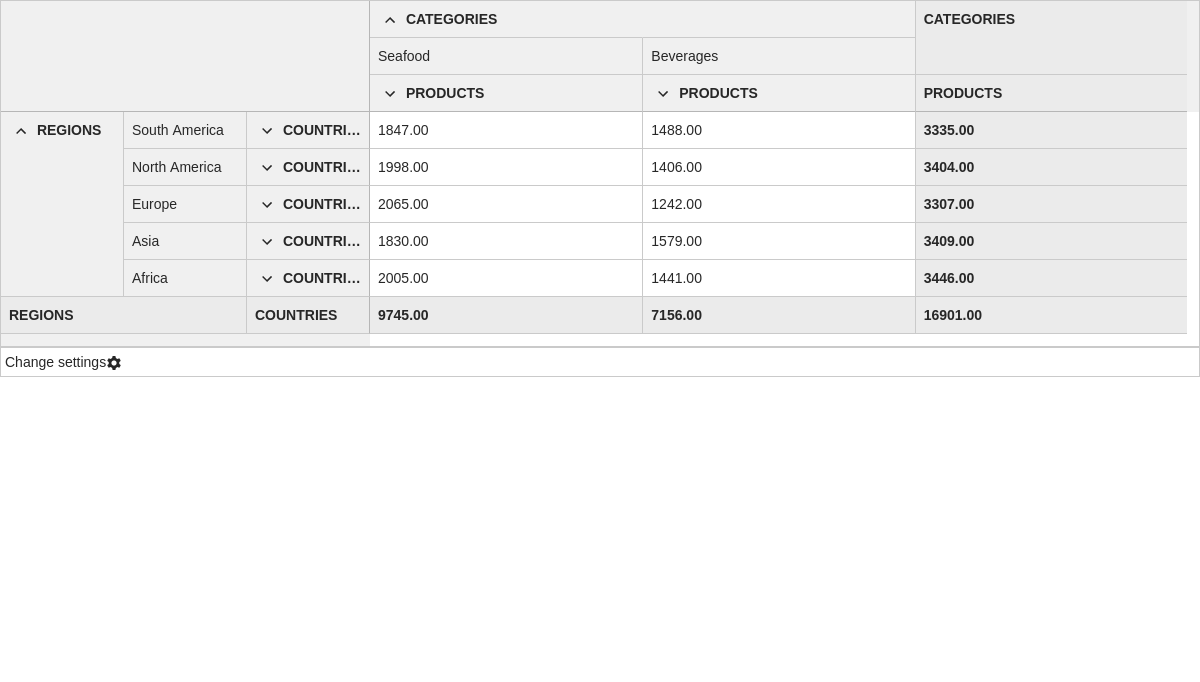 CATEGORIES CATEGORIES
Seafood Beverages
PRODUCTS PRODUCTS PRODUCTS
REGIONS South America COUNTRI... 1847.00 1488.00 3335.00
North America COUNTRI... 1998.00 1406.00 3404.00
Europe COUNTRI... 2065.00 1242.00 3307.00
Asia COUNTRI... 1830.00 1579.00 3409.00
Africa COUNTRI... 2005.00 1441.00 3446.00
REGIONS COUNTRIES 9745.00 7156.00 16901.00
Change settings